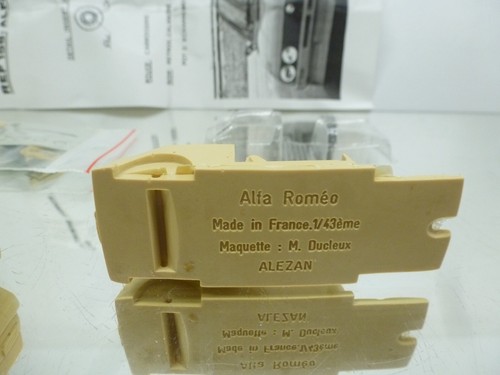 Alfa Roméo
Made in France.1/43ème
Maquette : M. Ducleux
ALEZAN